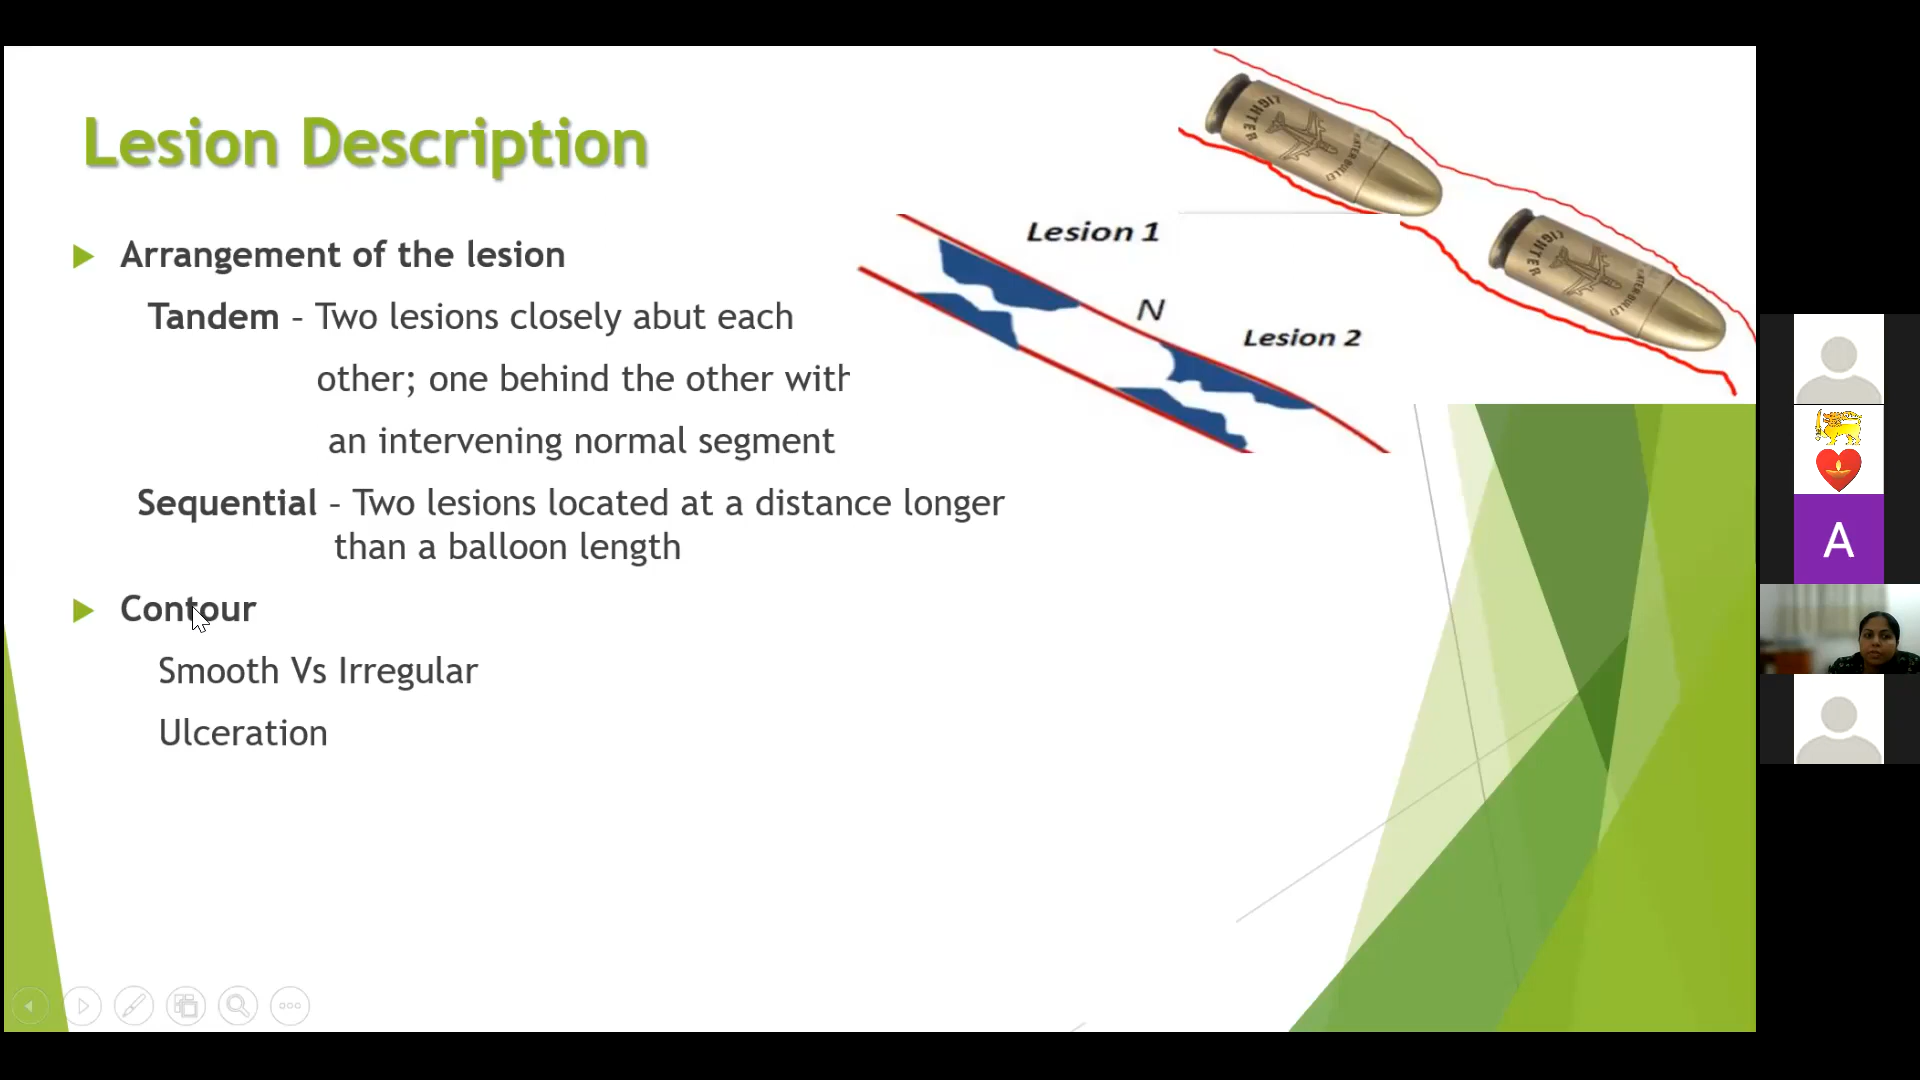 Lesion Description
Arrangement of the lesion
Tandem – Two lesions closely abut each
other; one behind the other with
an intervening normal segment
Sequential – Two lesions located at a distance longer
than a balloon length
Contour
Smooth Vs Irregular
Ulceration
Lesion 1
N
Lesion 2
A